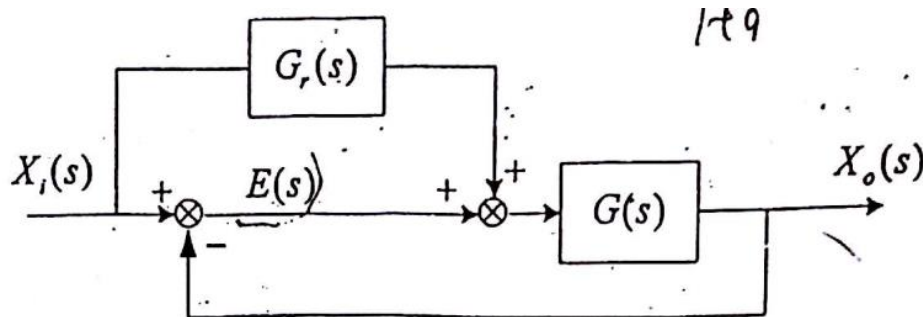 G_r(s)
X_i(s)
+
E(s)
+
+
G(s)
X_o(s)
-